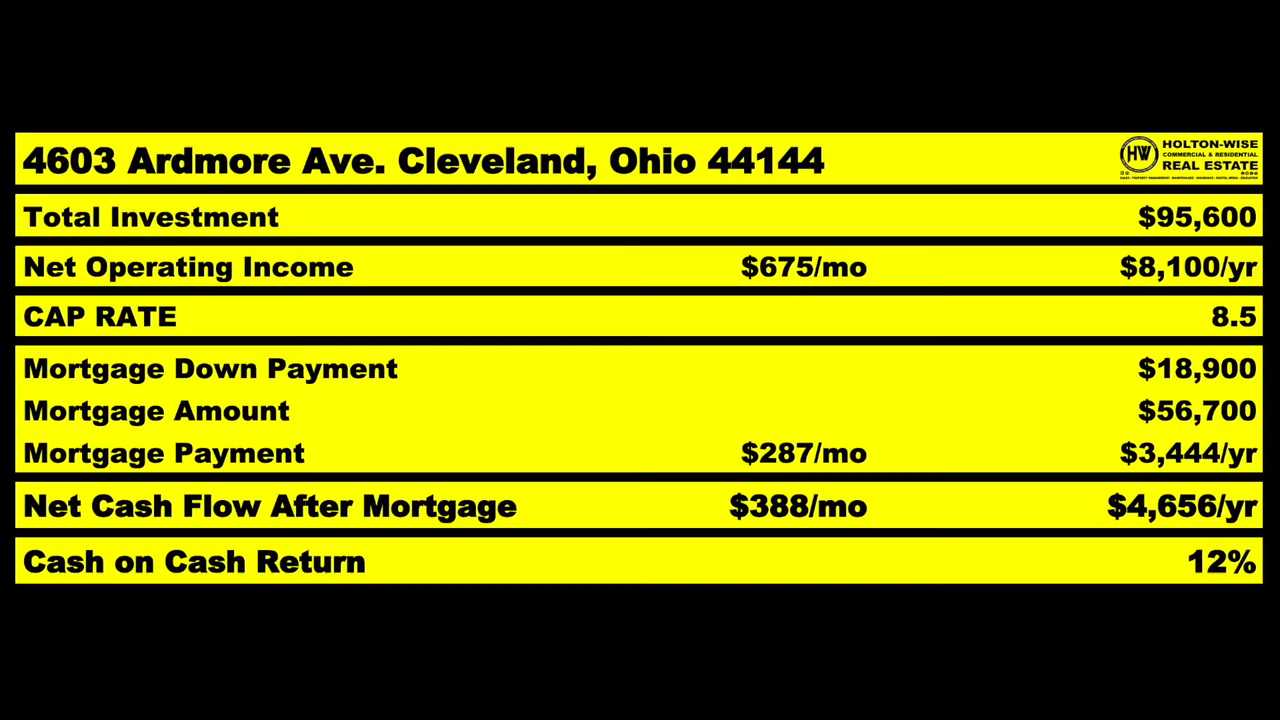 4603 Ardmore Ave. Cleveland, Ohio 44144
HW
HOLTON-WISE
COMMERCIAL & RESIDENTIAL
REAL ESTATE
Total Investment $95,600
Net Operating Income $675/mo $8,100/yr
CAP RATE 8.5
Mortgage Down Payment $18,900
Mortgage Amount $56,700
Mortgage Payment $287/mo $3,444/yr
Net Cash Flow After Mortgage $388/mo $4,656/yr
Cash on Cash Return 12%